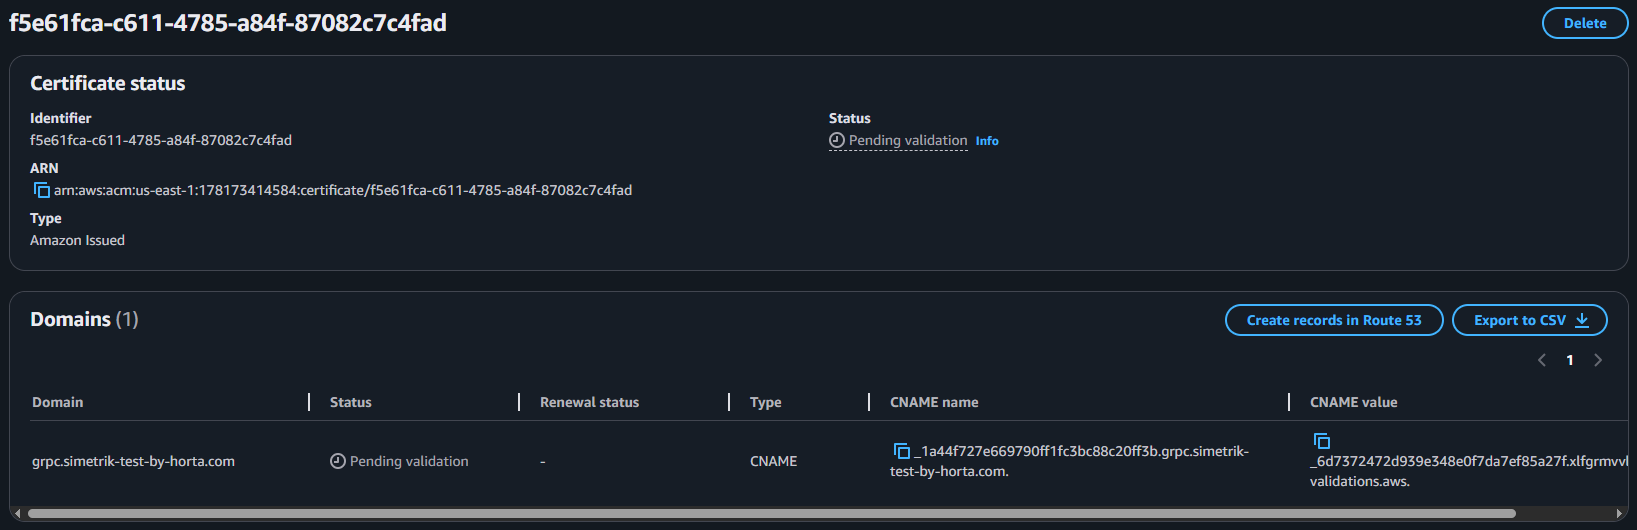 f5e61fca-c611-4785-a84f-87082c7c4fad
Delete
Certificate status
Identifier
f5e61fca-c611-4785-a84f-87082c7c4fad
Status
Pending validation Info
ARN
arn:aws:acm:us-east-1:178173414584:certificate/f5e61fca-c611-4785-a84f-87082c7c4fad
Type
Amazon Issued
Domains (1)
Create records in Route 53
Export to CSV
1
Domain Status Renewal status Type CNAME name CNAME value
grpc.simetrik-test-by-horta.com Pending validation - CNAME
_1a44f727e669790ff1fc3bc88c20ff3b.grpc.simetrik-
test-by-horta.com.
_6d7372472d939e348e0f7da7ef85a27f.xlfgrmvv
validations.aws.